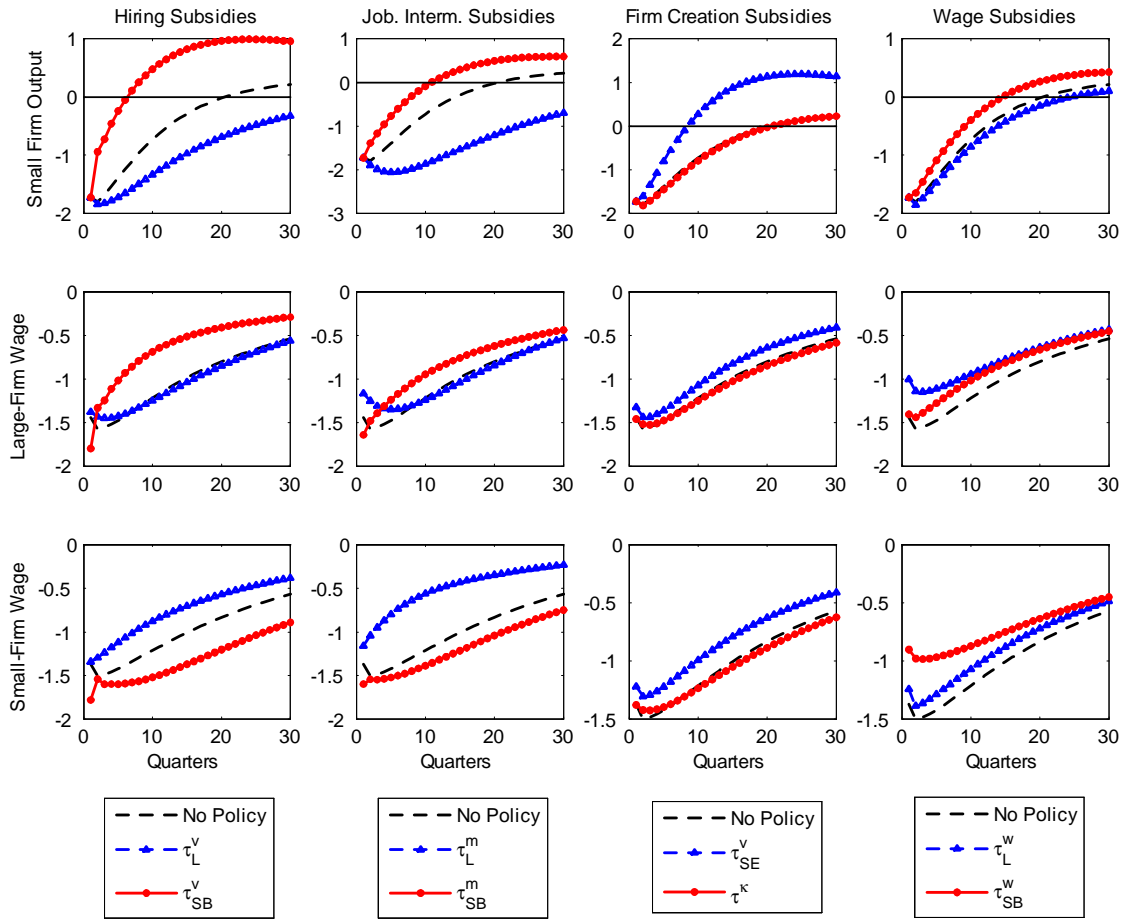 Hiring Subsidies Job. Interm. Subsidies Firm Creation Subsidies Wage Subsidies
Small Firm Output
1
0
-1
-2
0 10 20 30
1
0
-1
-2
-3
0 10 20 30
2
1
0
-1
-2
0 10 20 30
1
0
-1
-2
0 10 20 30
Large-Firm Wage
0
-0.5
-1
-1.5
-2
0 10 20 30
0
-0.5
-1
-1.5
-2
0 10 20 30
0
-0.5
-1
-1.5
-2
0 10 20 30
0
-0.5
-1
-1.5
-2
0 10 20 30
Small-Firm Wage
0
-0.5
-1
-1.5
-2
0 10 20 30
Quarters
0
-0.5
-1
-1.5
-2
0 10 20 30
Quarters
0
-0.5
-1
-1.5
0 10 20 30
Quarters
0
-0.5
-1
-1.5
0 10 20 30
Quarters
No Policy
τ_L^v
τ_SB^v
No Policy
τ_L^m
τ_SB^m
No Policy
τ_SE^v
τ^κ
No Policy
τ_L^w
τ_SB^w